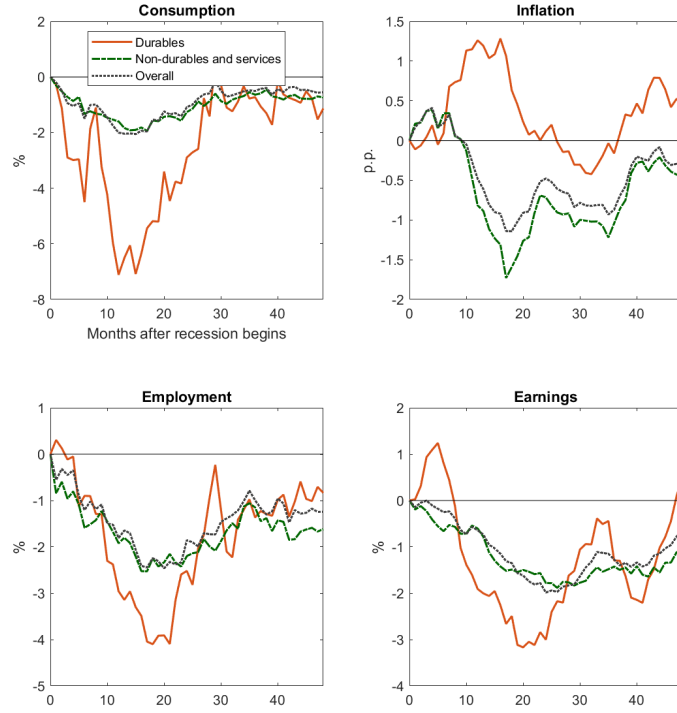 Consumption
2
0
-2
-4
-6
-8
%
0 10 20 30 40
Months after recession begins
Durables
Non-durables and services
Overall
Inflation
1.5
1
0.5
0
-0.5
-1
-1.5
-2
p.p.
0 10 20 30 40
Employment
1
0
-1
-2
-3
-4
-5
%
0 10 20 30 40
Earnings
2
1
0
-1
-2
-3
-4
%
0 10 20 30 40